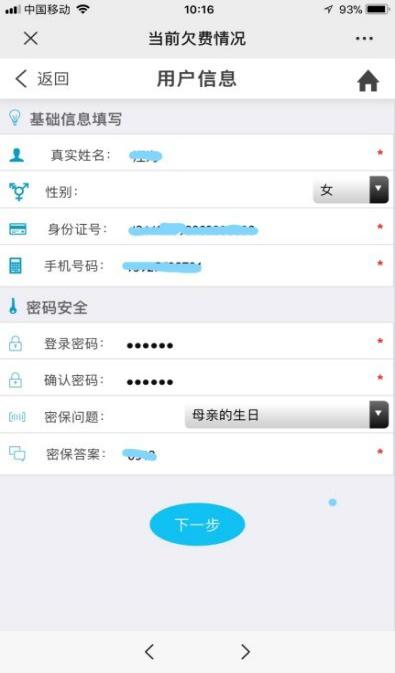 中国移动 10:16 93%
当前欠费情况
返回 用户信息
基础信息填写
真实姓名: *
性别: 女
身份证号: *
手机号码: *
密码安全
登录密码: ●●●●●● *
确认密码: ●●●●●● *
密保问题: 母亲的生日
密保答案: *
下一步